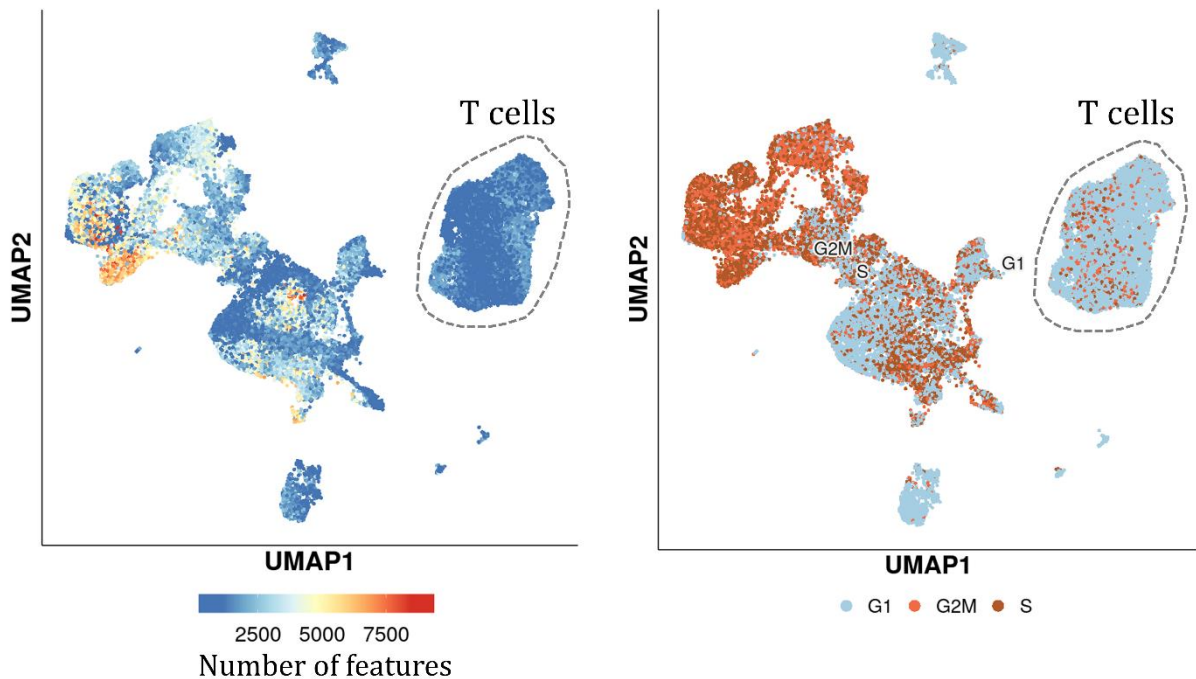 T cells
UMAP2
UMAP1
2500 5000 7500
Number of features
T cells
G2M
S
G1
UMAP2
UMAP1
G1 G2M S